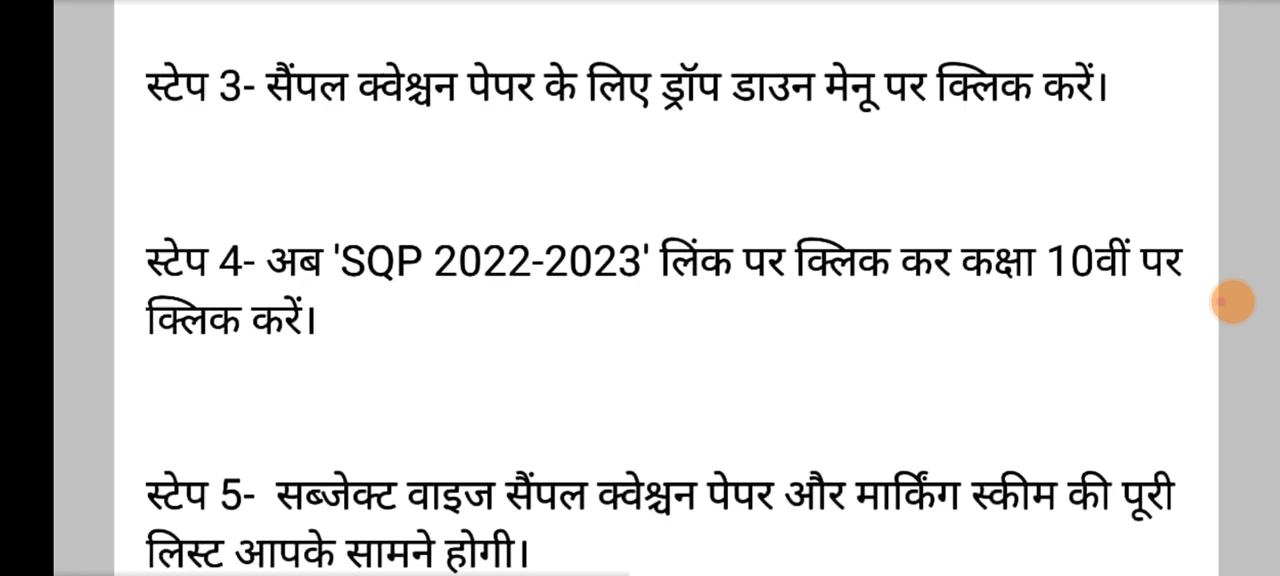 स्टेप 3- सैंपल क्वेश्चन पेपर के लिए ड्रॉप डाउन मेनू पर क्लिक करें।
स्टेप 4- अब 'SQP 2022-2023' लिंक पर क्लिक कर कक्षा 10वीं पर
क्लिक करें।
स्टेप 5- सब्जेक्ट वाइज सैंपल क्वेश्चन पेपर और मार्किंग स्कीम की पूरी
लिस्ट आपके सामने होगी।